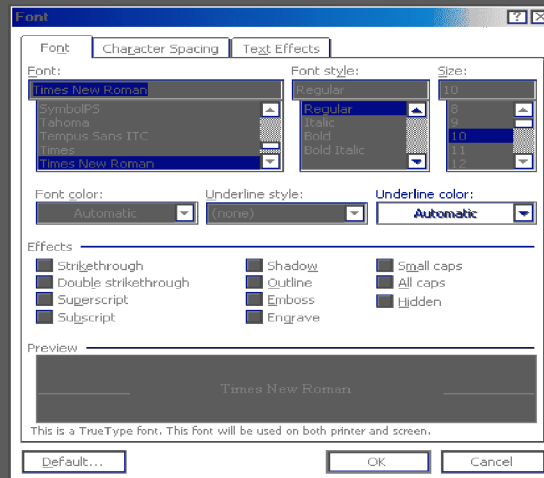 Font
Font Character Spacing Text Effects
Font: Font style: Size:
Times New Roman Regular 10
SymbolPS Regular 8
Tahoma Italic 9
Tempus Sans ITC Bold 10
Times Bold Italic 11
Times New Roman 12
Font color: Underline style: Underline color:
Automatic (none) Automatic
Effects
Strikethrough Shadow Small caps
Double strikethrough Outline All caps
Superscript Emboss Hidden
Subscript Engrave
Preview
Times New Roman
This is a TrueType font. This font will be used on both printer and screen.
Default... OK Cancel